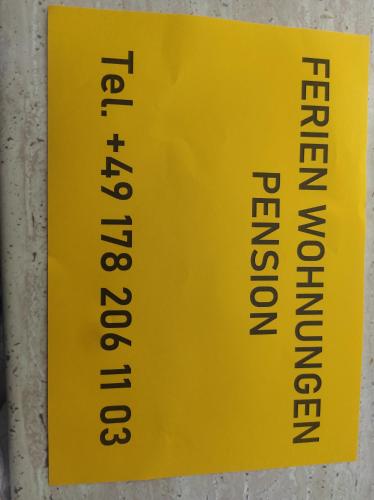 FERIEN WOHNUNGEN
PENSION
Tel. +49 178 206 11 03